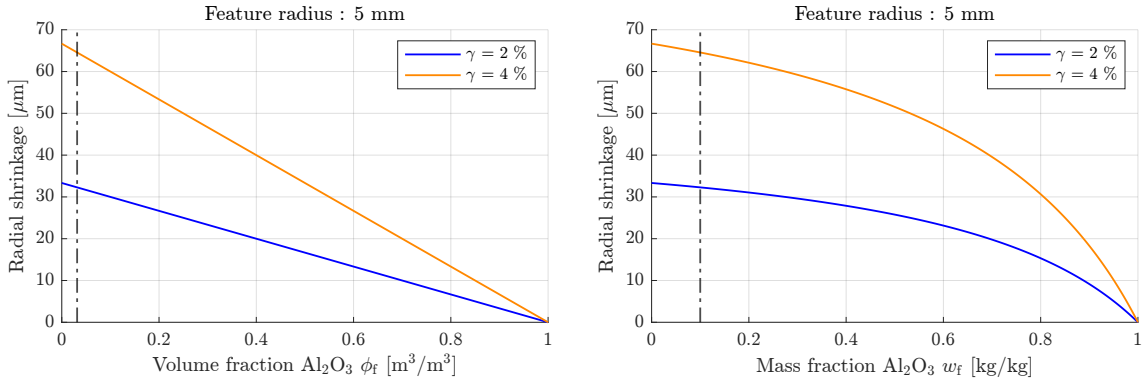 Feature radius : 5 mm
Radial shrinkage [μm]
70
60
50
40
30
20
10
0
γ = 2 %
γ = 4 %
0 0.2 0.4 0.6 0.8 1
Volume fraction Al₂O₃ ϕ_f [m³/m³]
Feature radius : 5 mm
Radial shrinkage [μm]
70
60
50
40
30
20
10
0
γ = 2 %
γ = 4 %
0 0.2 0.4 0.6 0.8 1
Mass fraction Al₂O₃ w_f [kg/kg]